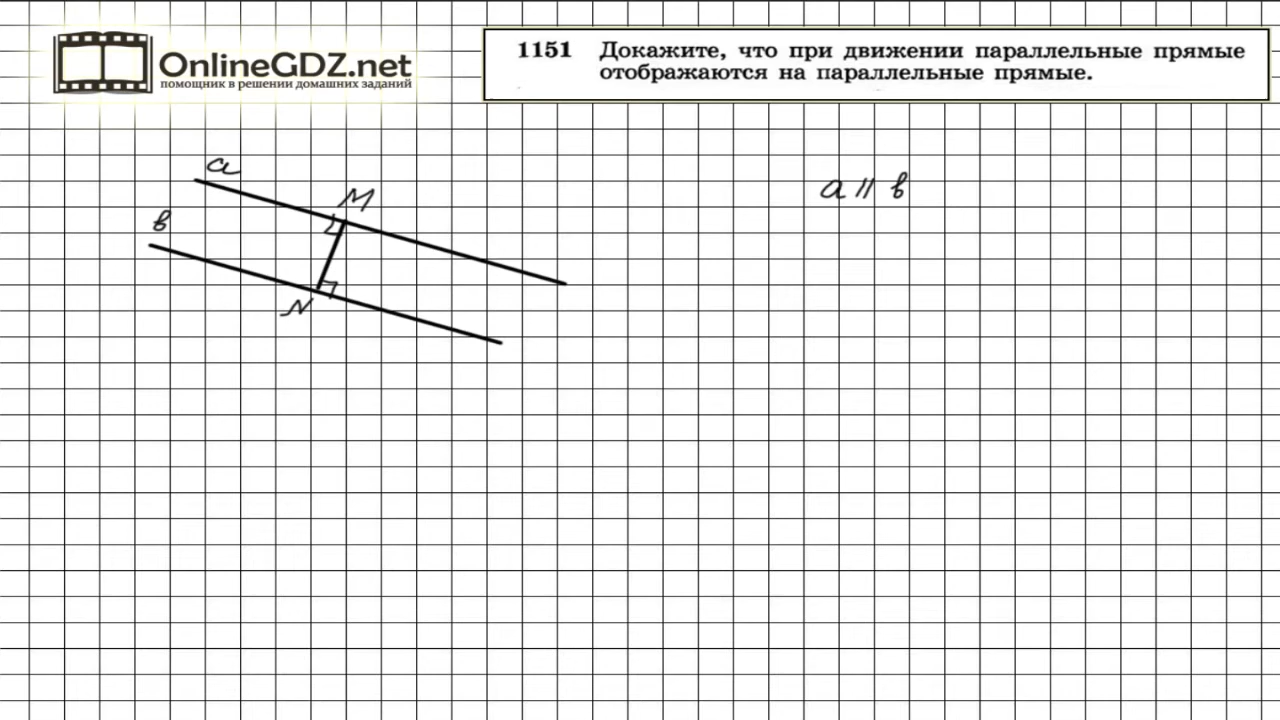 OnlineGDZ.net
помощник в решении домашних заданий
1151 Докажите, что при движении параллельные прямые
отображаются на параллельные прямые.
a
M
в
N
a || в